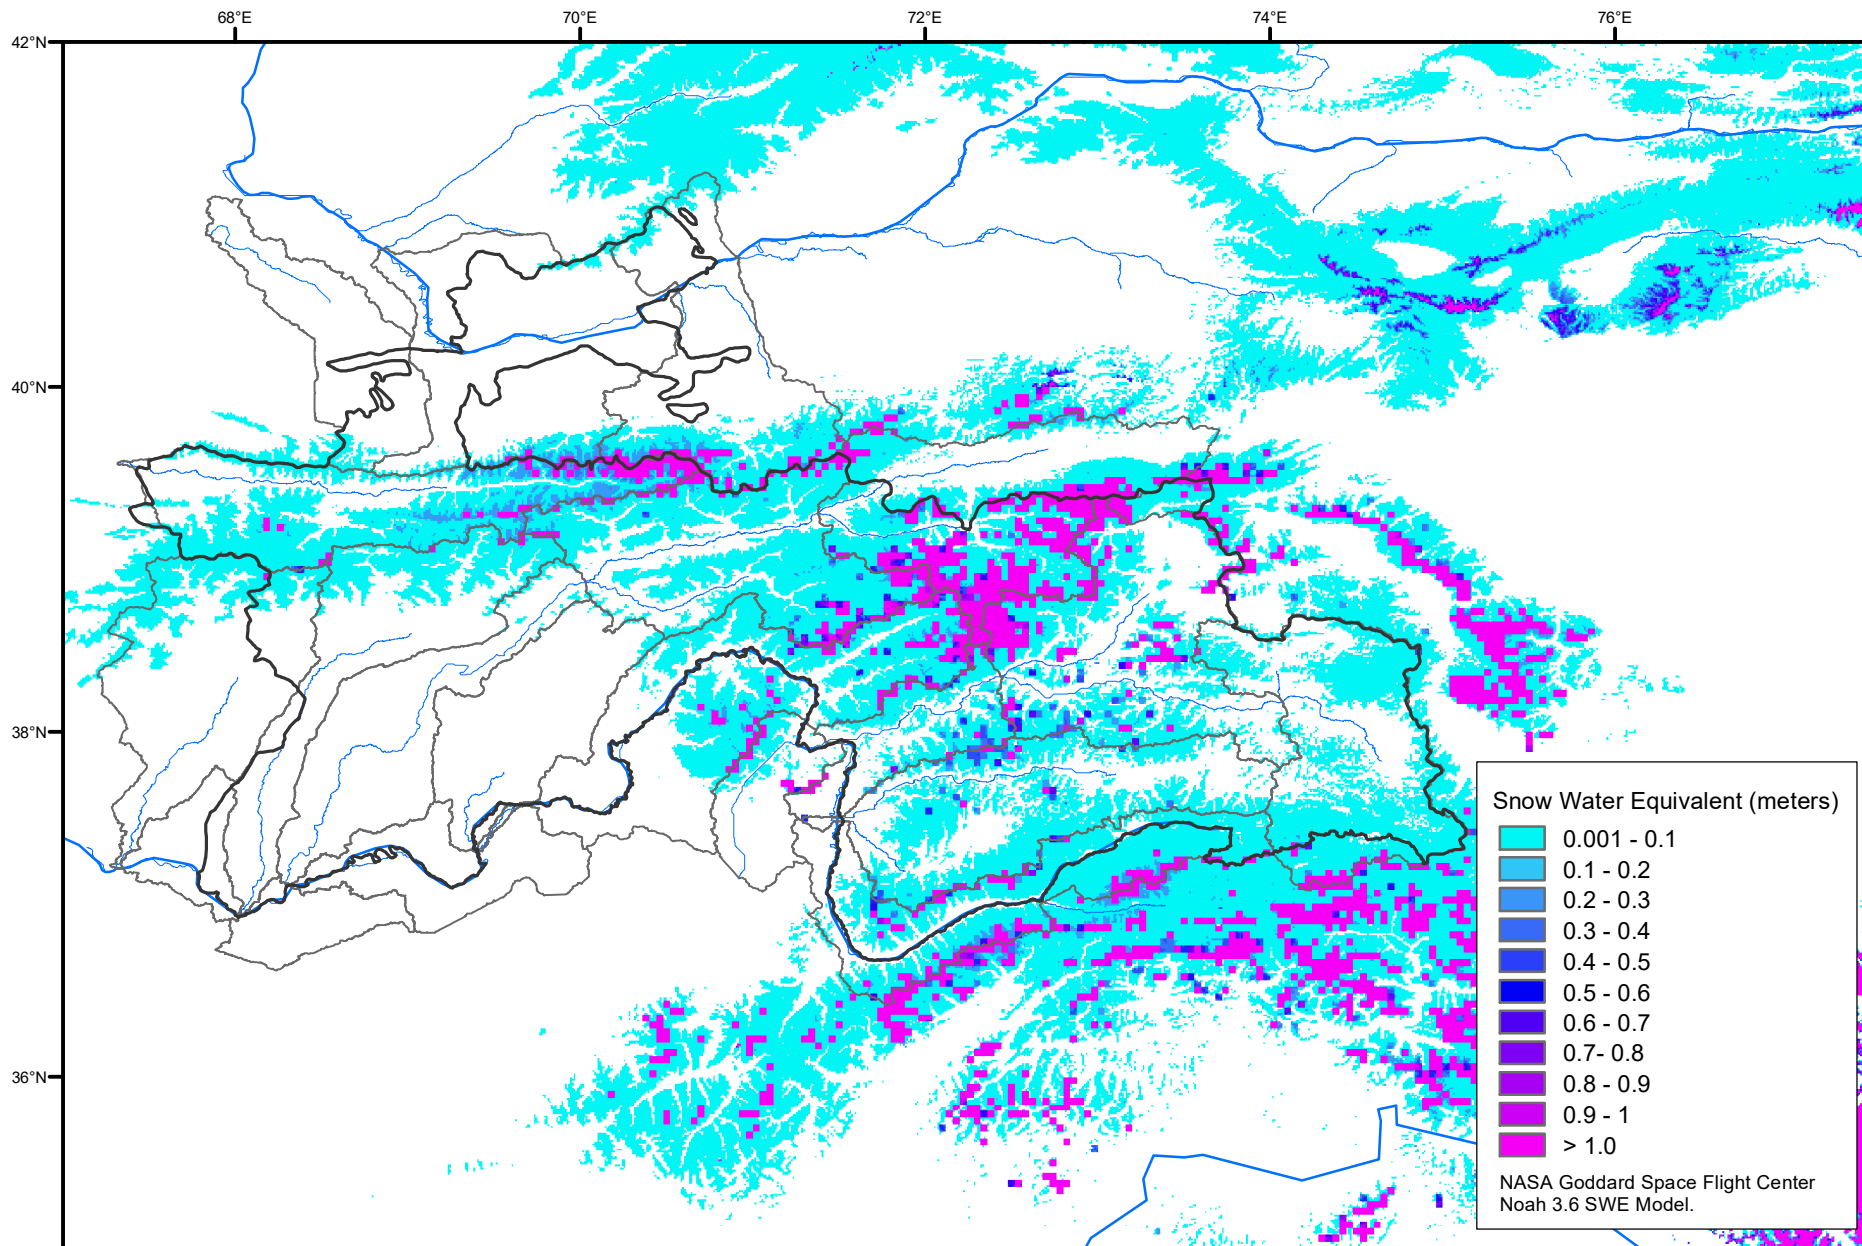 68°E
70°E
72°E
74°E
76°E
42°N
40°N
38°N
36°N
Snow Water Equivalent (meters)
0.001 - 0.1
0.1 - 0.2
0.2 - 0.3
0.3 - 0.4
0.4 - 0.5
0.5 - 0.6
0.6 - 0.7
0.7- 0.8
0.8 - 0.9
0.9 - 1
> 1.0
NASA Goddard Space Flight Center
Noah 3.6 SWE Model.